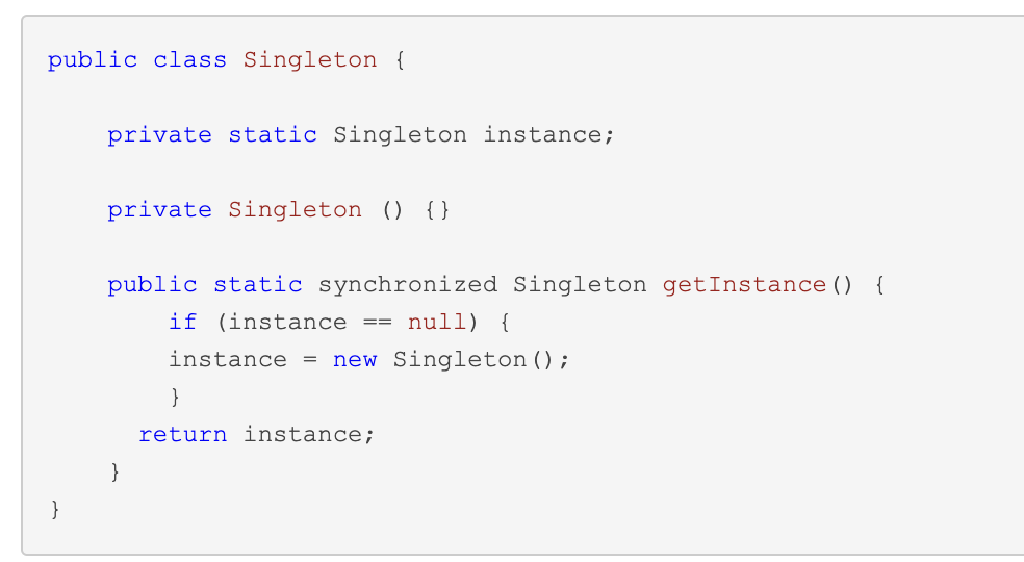 public class Singleton {
private static Singleton instance;
private Singleton () {}
public static synchronized Singleton getInstance() {
if (instance == null) {
instance = new Singleton();
}
return instance;
}
}